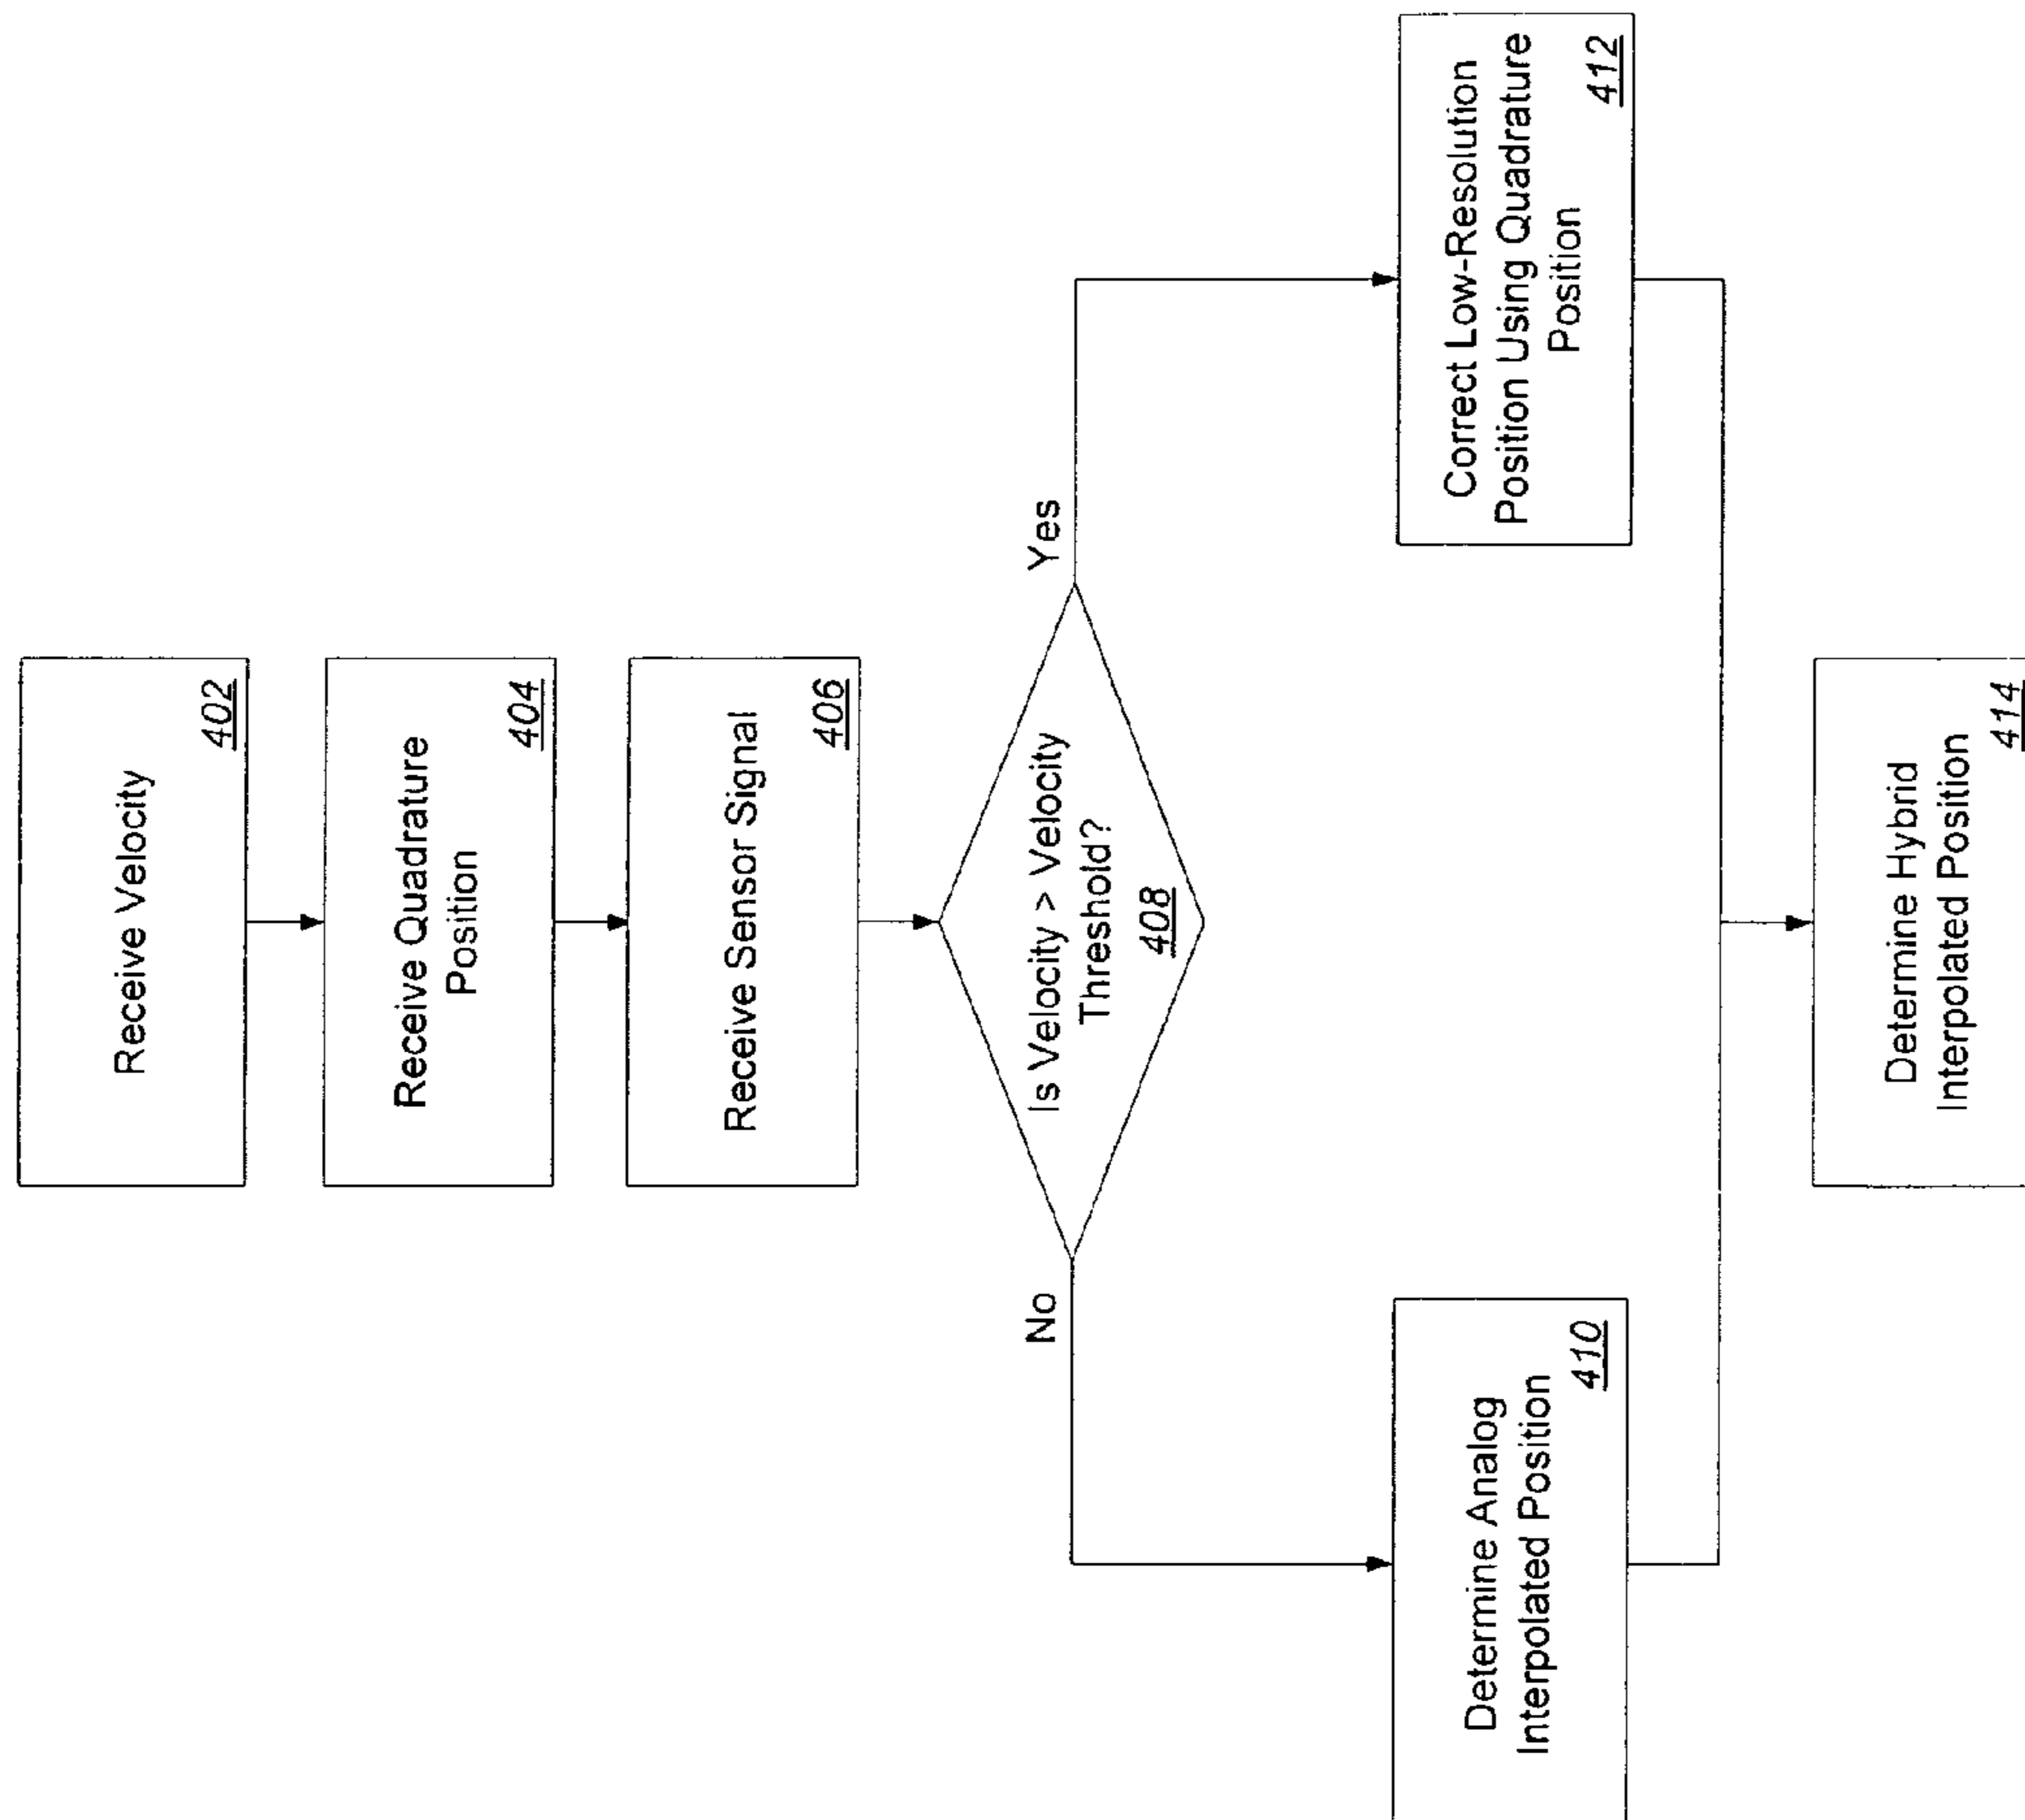 Receive Velocity
402
Receive Quadrature
Position
404
Receive Sensor Signal
406
Is Velocity > Velocity
Threshold?
408
No
Yes
Determine Analog
Interpolated Position
410
Correct Low-Resolution
Position Using Quadrature
Position
412
Determine Hybrid
Interpolated Position
414